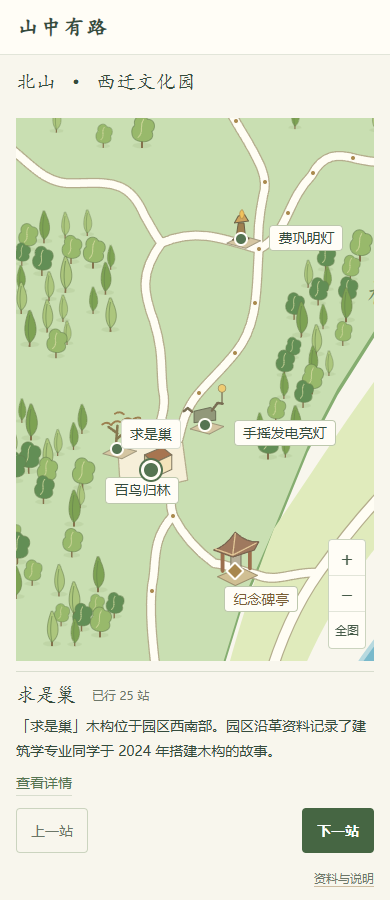 山中有路
北山 • 西迁文化园
费巩明灯
求是巢
手摇发电亮灯
百鸟归林
纪念碑亭
+
−
全图
求是巢 已行 25 站
「求是巢」木构位于园区西南部。园区沿革资料记录了建
筑学专业同学于 2024 年搭建木构的故事。
查看详情
上一站
下一站
资料与说明